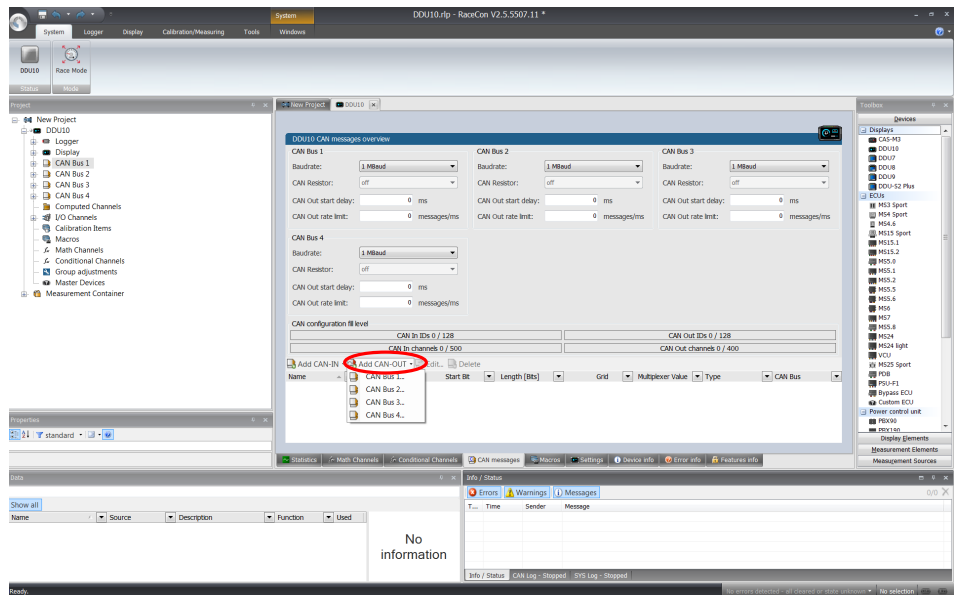 System
DDU10.rlp - RaceCon V2.5.5507.11 *
System Logger Display Calibration/Measuring Tools Windows
DDU10 Race Mode
Status Mode
Project
New Project
DDU10
Logger
Display
CAN Bus 1
CAN Bus 2
CAN Bus 3
CAN Bus 4
Computed Channels
I/O Channels
Calibration Items
Macros
Math Channels
Conditional Channels
Group adjustments
Master Devices
Measurement Container
Properties
standard
New Project DDU10
DDU10 CAN messages overview
CAN Bus 1 CAN Bus 2 CAN Bus 3
Baudrate: 1 MBaud Baudrate: 1 MBaud Baudrate: 1 MBaud
CAN Resistor: off CAN Resistor: off CAN Resistor: off
CAN Out start delay: 0 ms CAN Out start delay: 0 ms CAN Out start delay: 0 ms
CAN Out rate limit: 0 messages/ms CAN Out rate limit: 0 messages/ms CAN Out rate limit: 0 messages/ms
CAN Bus 4
Baudrate: 1 MBaud
CAN Resistor: off
CAN Out start delay: 0 ms
CAN Out rate limit: 0 messages/ms
CAN configuration fill level
CAN In IDs 0 / 128 CAN Out IDs 0 / 128
CAN In channels 0 / 500 CAN Out channels 0 / 400
Add CAN-IN Add CAN-OUT Edit... Delete
Name Start Bit Length [Bits] Grid Multiplexer Value Type CAN Bus
CAN Bus 1...
CAN Bus 2...
CAN Bus 3...
CAN Bus 4...
Statistics Math Channels Conditional Channels CAN messages Macros Settings Device info Error info Features info
Toolbox
Devices
Displays
CAS-M3
DDU10
DDU7
DDU8
DDU9
DDU-S2 Plus
ECUs
MS3 Sport
MS4 Sport
MS4.6
MS15 Sport
MS15.1
MS15.2
MS5.0
MS5.1
MS5.2
MS5.5
MS5.6
MS6
MS7
MS5.8
MS24
MS24 light
VCU
MS25 Sport
PDB
PSU-F1
Bypass ECU
Custom ECU
Power control unit
PBX90
PBX190
Display Elements
Measurement Elements
Measurement Sources
Data
Show all
Name Source Description Function Used
No
information
Info / Status
Errors Warnings Messages 0/0
T... Time Sender Message
Info / Status CAN Log - Stopped SYS Log - Stopped
Ready. No errors detected - all cleared or state unknown No selection